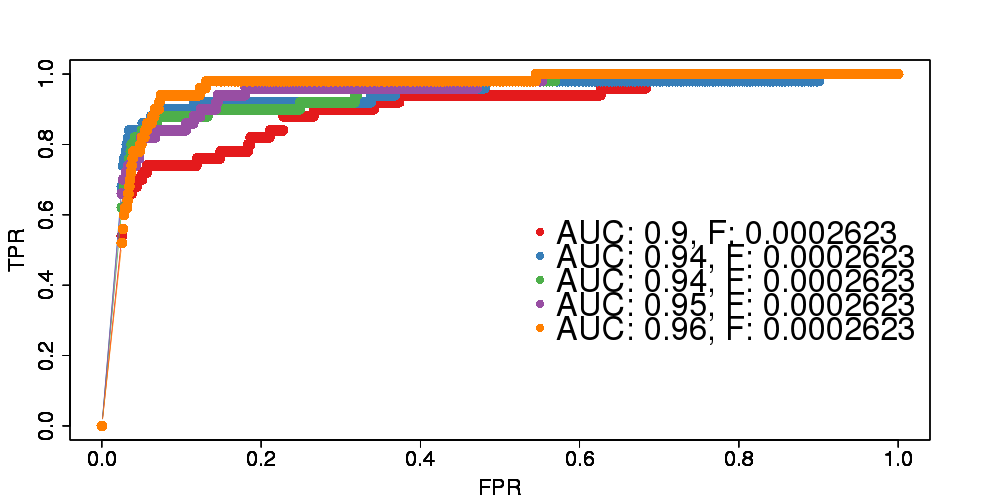 1.0
0.8
0.6
0.4
0.2
0.0
TPR
AUC: 0.9, F: 0.0002623
AUC: 0.94, F: 0.0002623
AUC: 0.94, F: 0.0002623
AUC: 0.95, F: 0.0002623
AUC: 0.96, F: 0.0002623
0.0 0.2 0.4 0.6 0.8 1.0
FPR